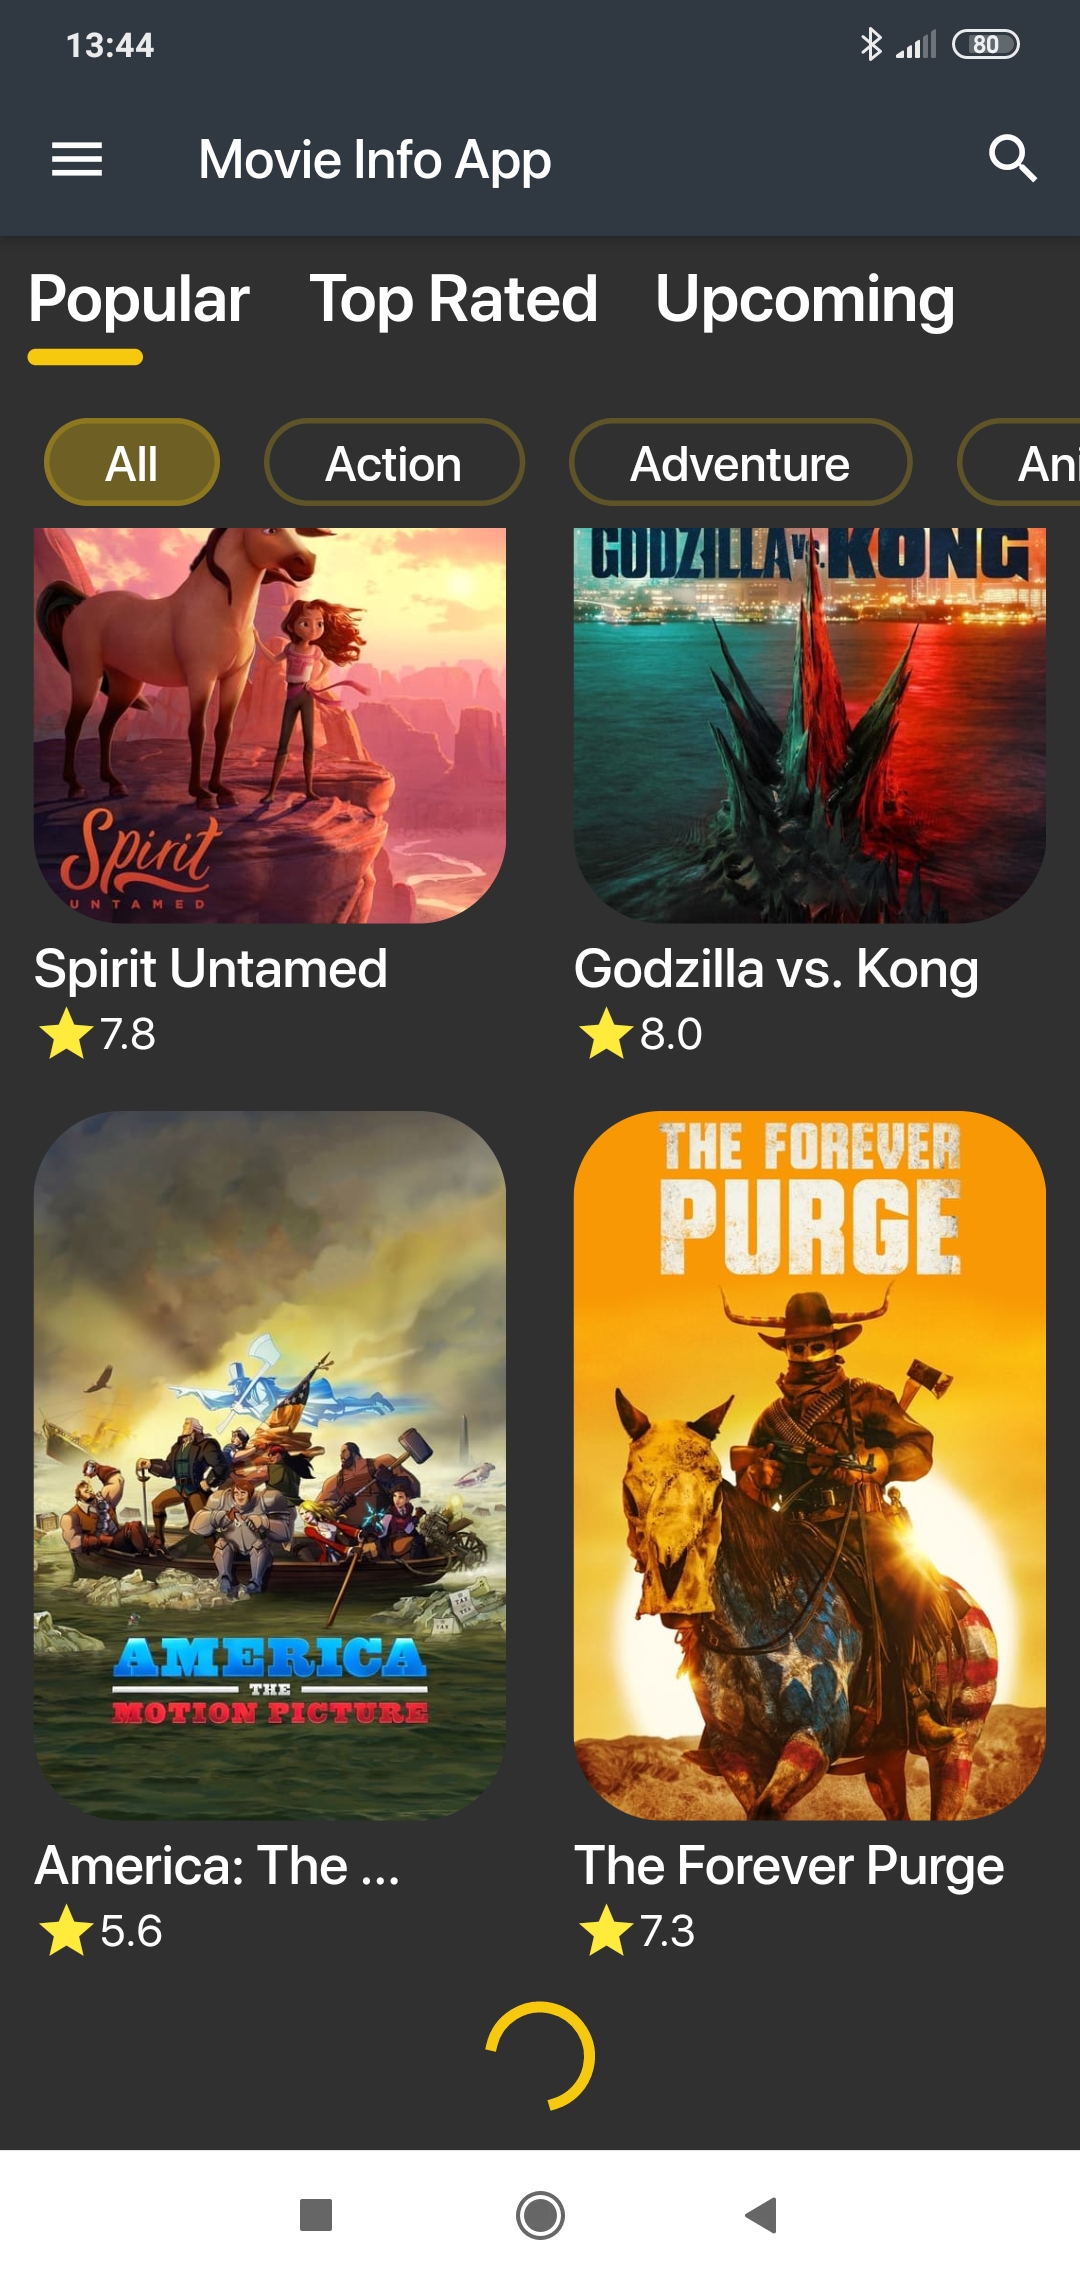 13:44
80
Movie Info App
Popular Top Rated Upcoming
All Action Adventure Ani
GODZILLA vs. KONG
Spirit
UNTAMED
Spirit Untamed Godzilla vs. Kong
7.8 8.0
THE FOREVER
PURGE
TAX
TAX
AMERICA
THE
MOTION PICTURE
America: The ... The Forever Purge
5.6 7.3